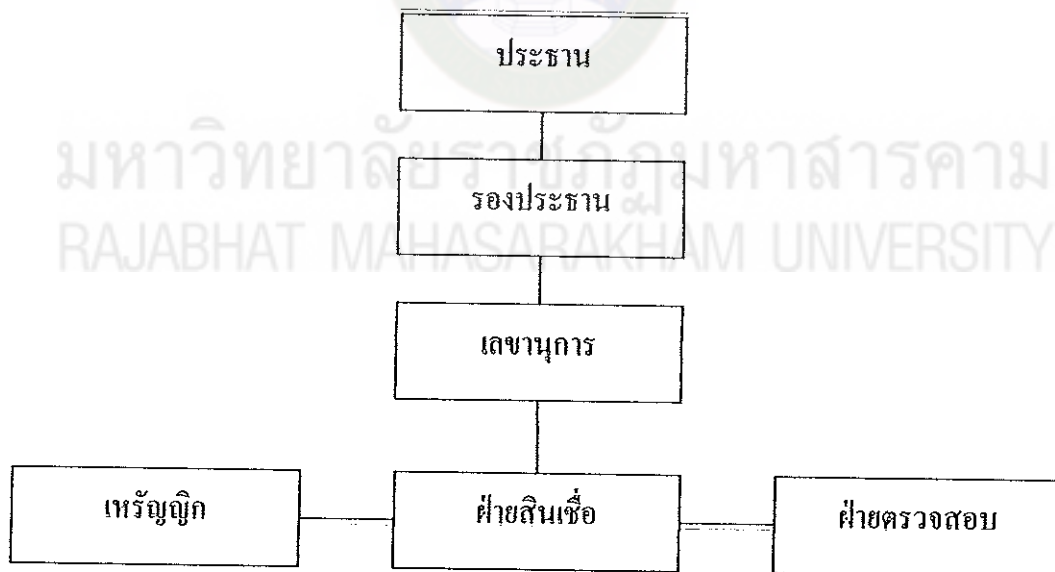 ประธาน
มหาวิทยาลัยราชภัฏมหาสารคาม
รองประธาน
RAJABHAT MAHASARAKHAM UNIVERSITY
เลขานุการ
เหรัญญิก
ฝ่ายสินเชื่อ
ฝ่ายตรวจสอบ